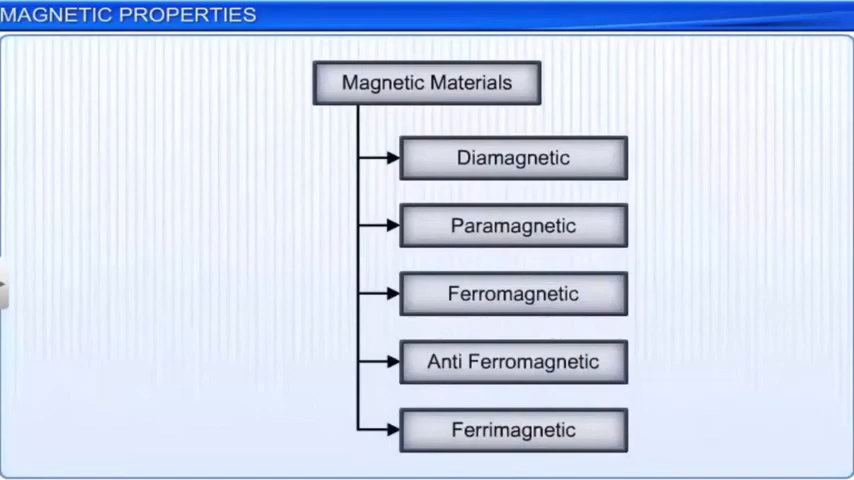 MAGNETIC PROPERTIES
Magnetic Materials
Diamagnetic
Paramagnetic
Ferromagnetic
Anti Ferromagnetic
Ferrimagnetic